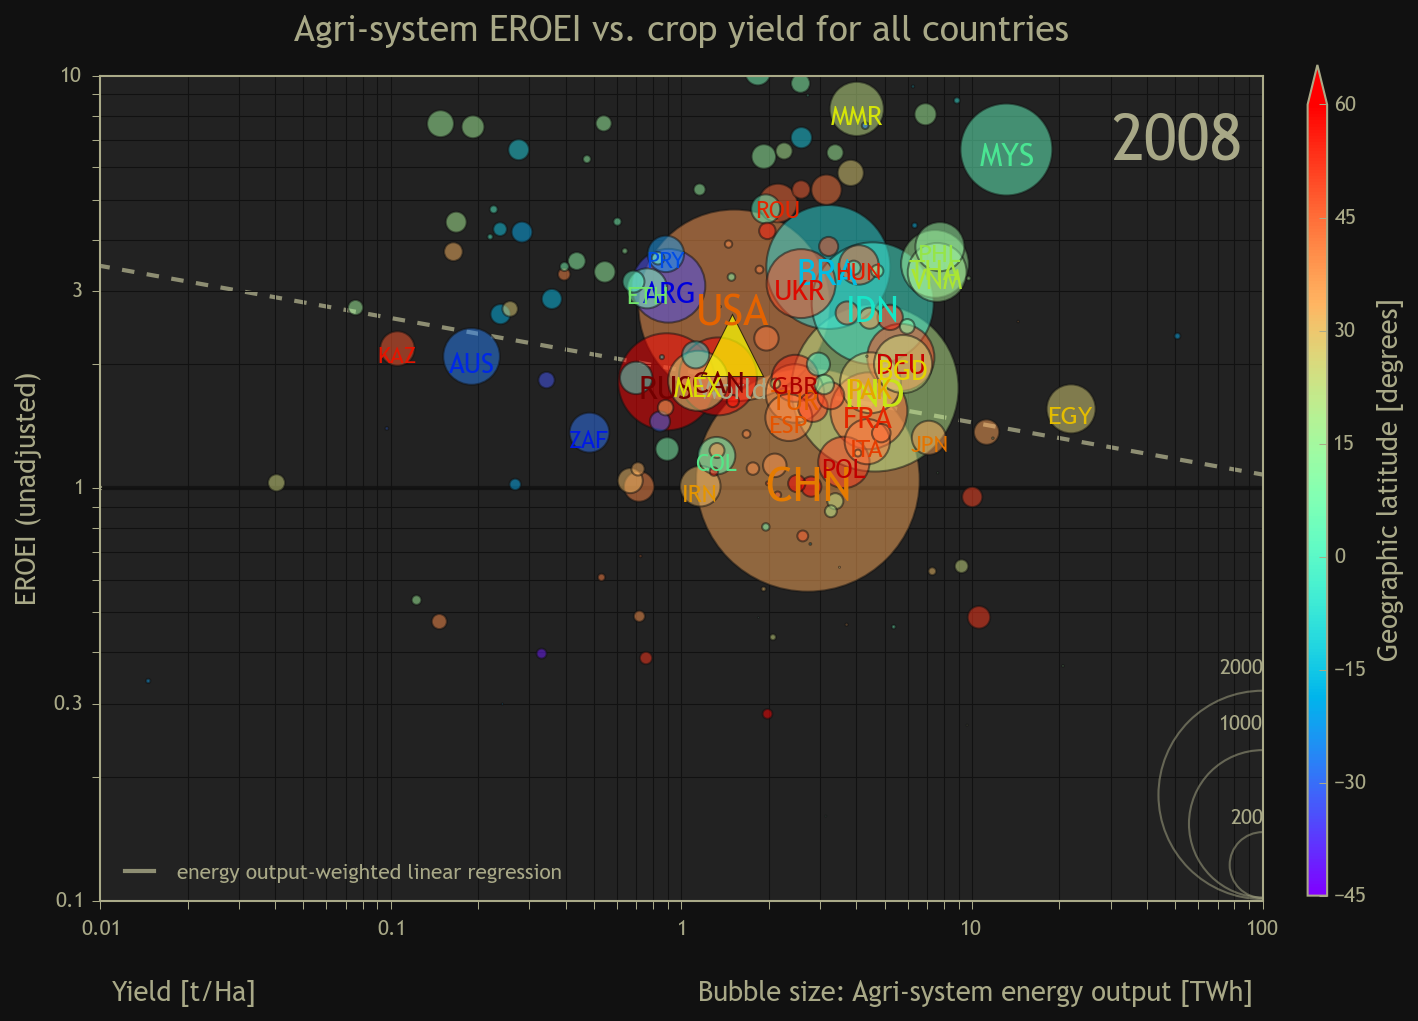 Agri-system EROEI vs. crop yield for all countries
2008
10
3
1
0.3
0.1
EROEI (unadjusted)
MMR
MYS
ROU
PRY
ETH
ARG
USA
BRA
HUN
UKR
IDN
VNM
KAZ
AUS
RUS
CAN
MEX
GBR
DEU
BGD
PAK
IND
TUR
ESP
FRA
ITA
JPN
EGY
ZAF
COL
POL
IRN
CHN
2000
1000
200
energy output-weighted linear regression
0.01
0.1
1
10
100
Yield [t/Ha]
Bubble size: Agri-system energy output [TWh]
60
45
30
15
0
−15
−30
−45
Geographic latitude [degrees]